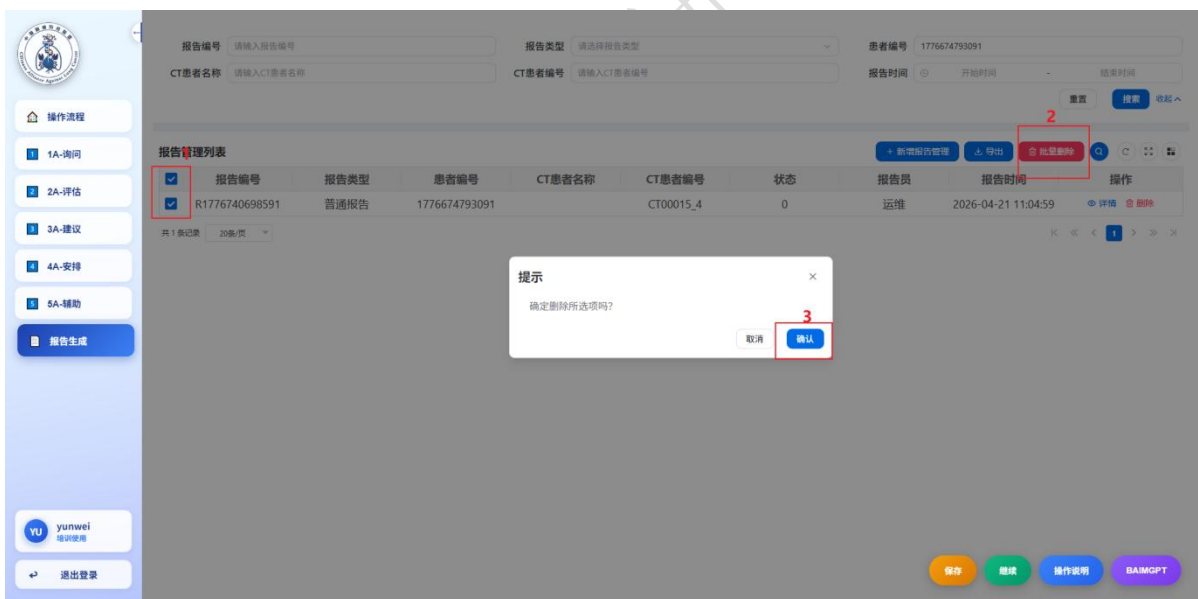 报告编号 请输入报告编号 报告类型 请选择报告类型 患者编号 1776674793091
CT患者名称 请输入CT患者名称 CT患者编号 请输入CT患者编号 报告时间 开始时间 - 结束时间
重置 搜索 收起
操作流程
2
报告管理列表
1
+ 新增报告管理 导出 批量删除
报告编号 报告类型 患者编号 CT患者名称 CT患者编号 状态 报告员 报告时间 操作
R1776740698591 普通报告 1776674793091 CT00015_4 0 运维 2026-04-21 11:04:59 详情 删除
共 1 条记录 20条/页 1
1 1A-询问
2 2A-评估
3 3A-建议
4 4A-安排
5 5A-辅助
报告生成
提示
确定删除所选项吗？
3
取消 确认
YU yunwei
培训使用
退出登录
保存 继续 操作说明 BAIMGPT